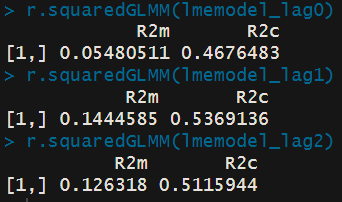 > r.squaredGLMM(lmemodel_lag0)
R2m R2c
[1,] 0.05480511 0.4676483
> r.squaredGLMM(lmemodel_lag1)
R2m R2c
[1,] 0.1444585 0.5369136
> r.squaredGLMM(lmemodel_lag2)
R2m R2c
[1,] 0.126318 0.5115944